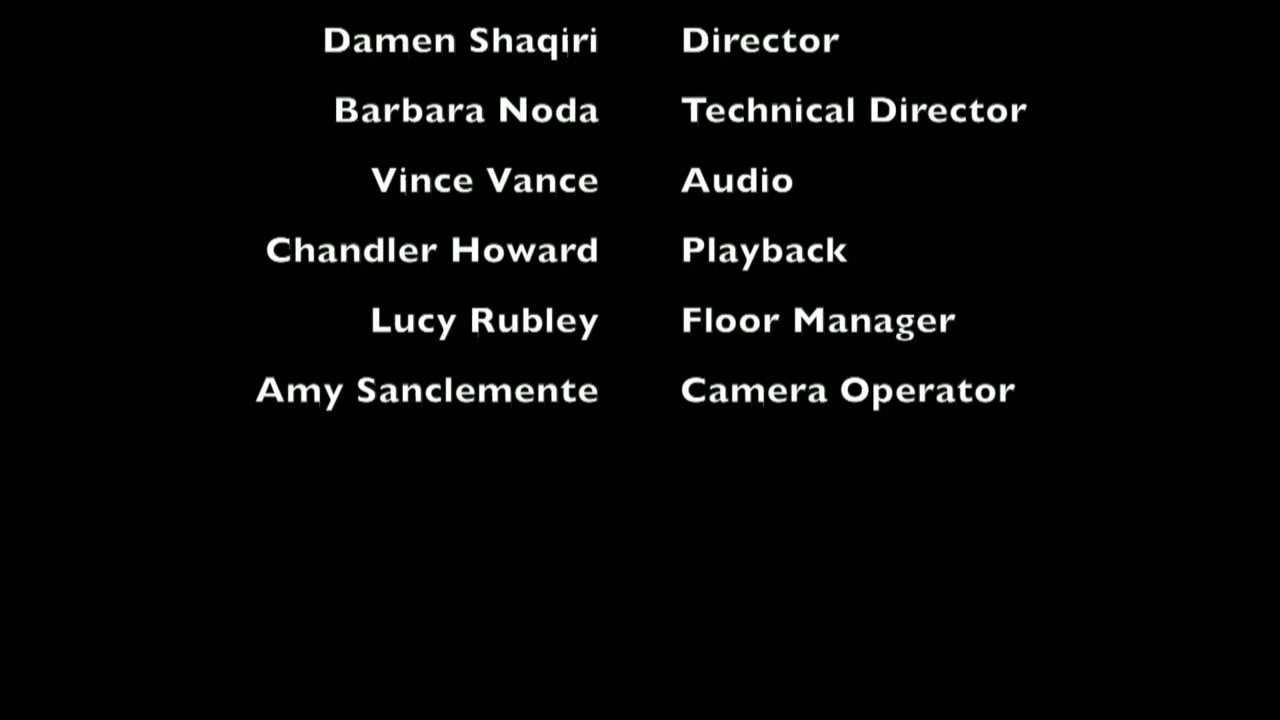 Damen Shaqiri Director
Barbara Noda Technical Director
Vince Vance Audio
Chandler Howard Playback
Lucy Rubley Floor Manager
Amy Sanclemente Camera Operator